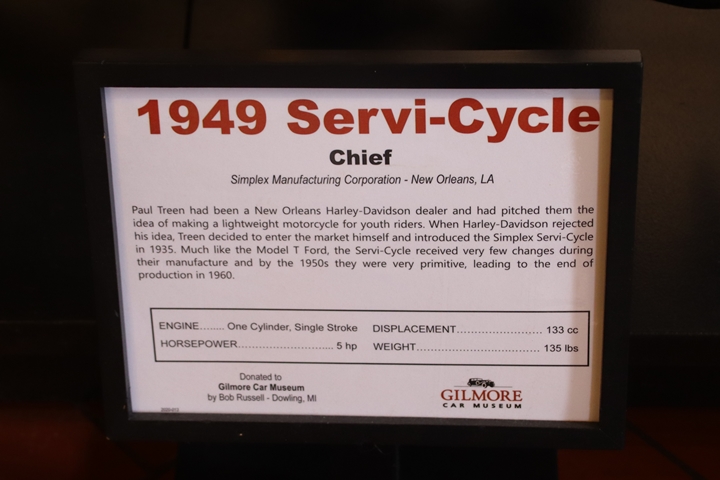 1949 Servi-Cycle
Chief
Simplex Manufacturing Corporation - New Orleans, LA
Paul Treen had been a New Orleans Harley-Davidson dealer and had pitched them the
idea of making a lightweight motorcycle for youth riders. When Harley-Davidson rejected
his idea, Treen decided to enter the market himself and introduced the Simplex Servi-Cycle
in 1935. Much like the Model T Ford, the Servi-Cycle received very few changes during
their manufacture and by the 1950s they were very primitive, leading to the end of
production in 1960.
ENGINE........ One Cylinder, Single Stroke
HORSEPOWER.............................. 5 hp
DISPLACEMENT.......................... 133 cc
WEIGHT...................................... 135 lbs
Donated to
Gilmore Car Museum
by Bob Russell - Dowling, MI
GILMORE
CAR MUSEUM